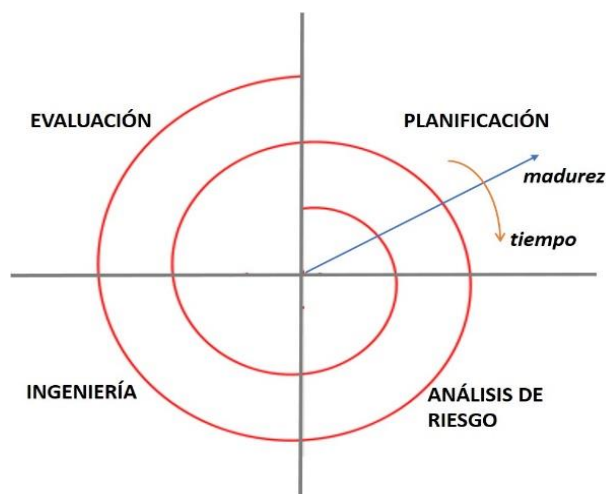 EVALUACIÓN
PLANIFICACIÓN
madurez
tiempo
INGENIERÍA
ANÁLISIS DE
RIESGO